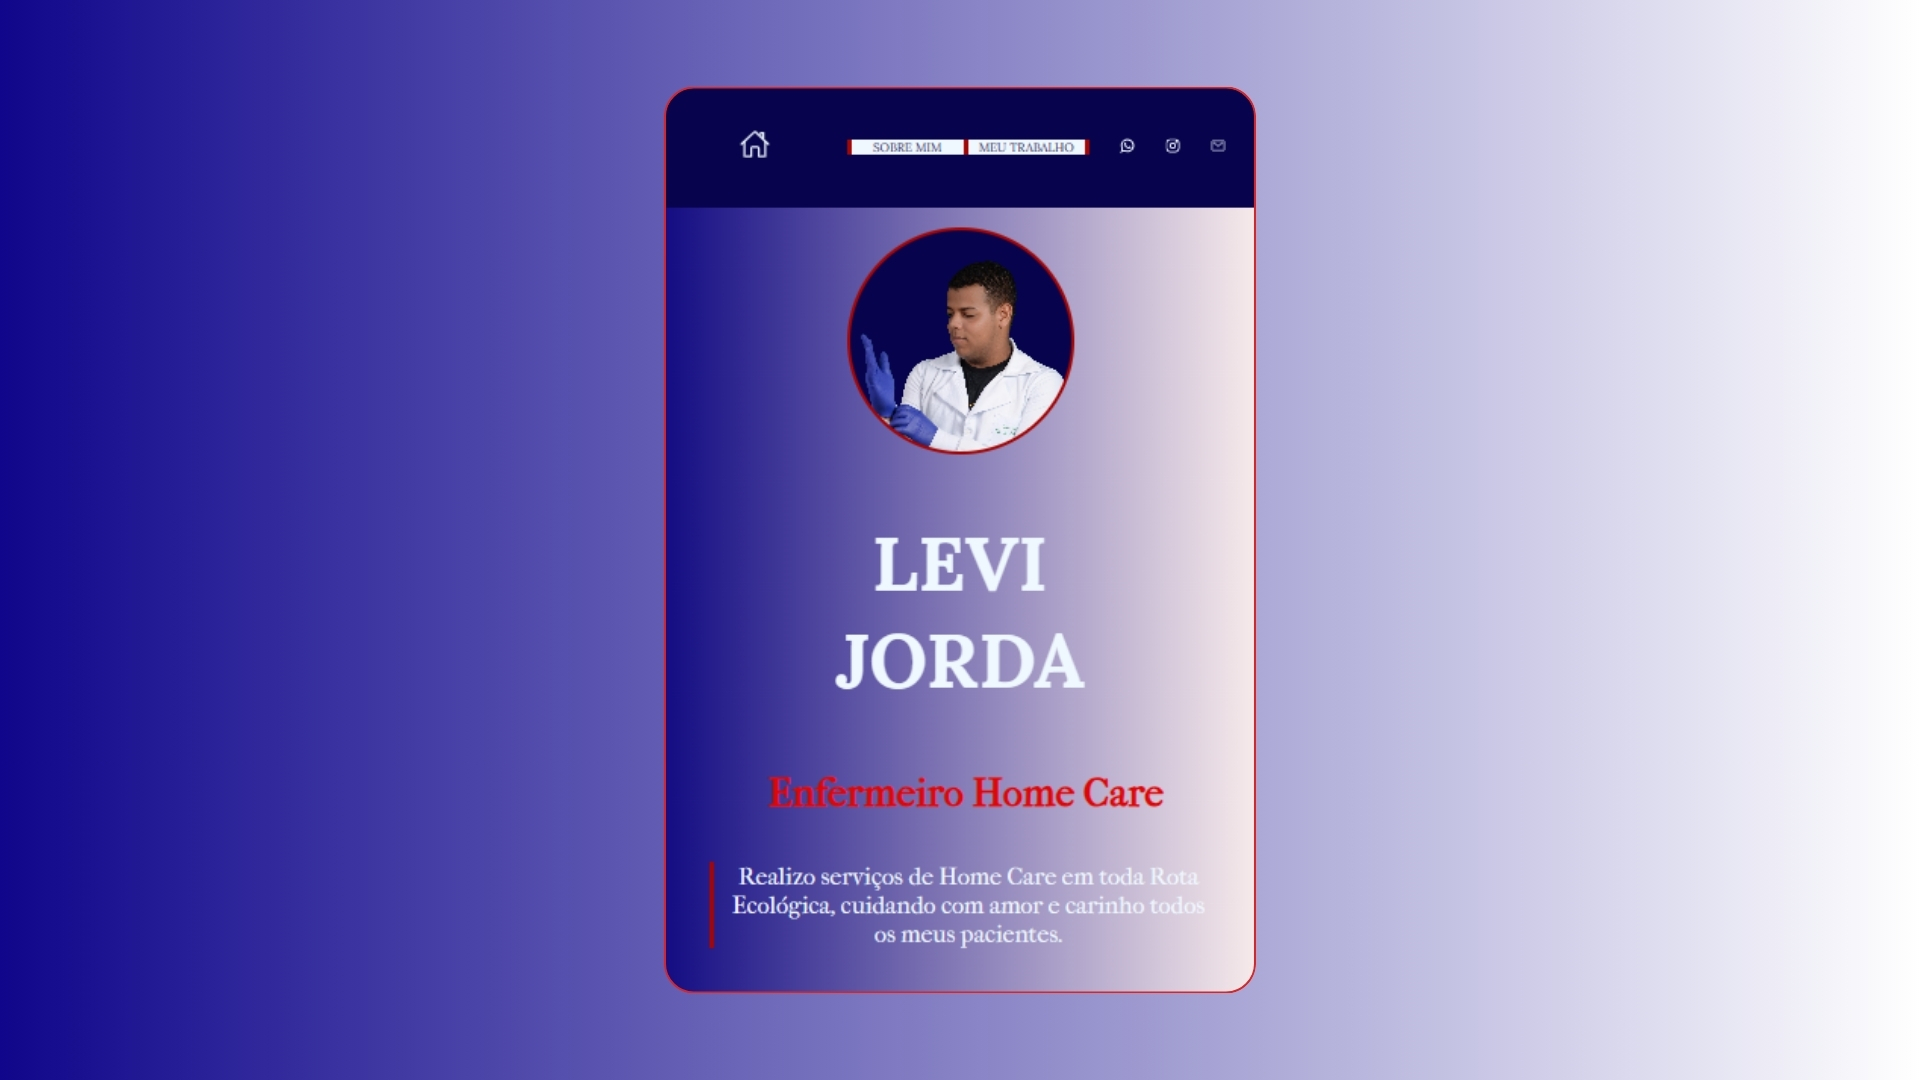 SOBRE MIM
MEU TRABALHO
LEVI
JORDA
Enfermeiro Home Care
Realizo serviços de Home Care em toda Rota
Ecológica, cuidando com amor e carinho todos
os meus pacientes.